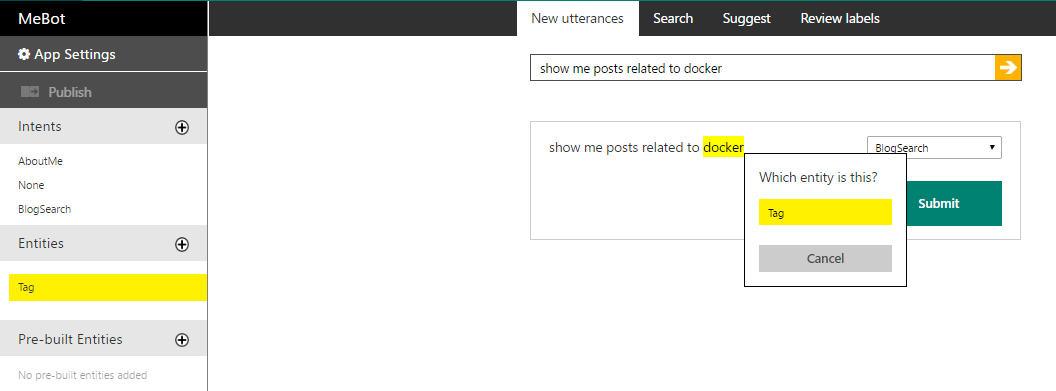 MeBot
New utterances
Search
Suggest
Review labels
App Settings
Publish
Intents
AboutMe
None
BlogSearch
Entities
Tag
Pre-built Entities
No pre-built entities added
show me posts related to docker
show me posts related to docker
BlogSearch
Which entity is this?
Tag
Submit
Cancel